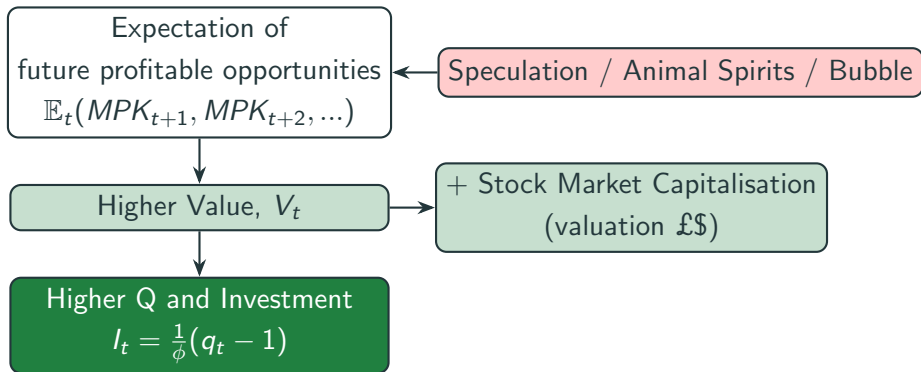 Expectation of
future profitable opportunities
𝔼ₜ(MPKₜ₊₁, MPKₜ₊₂, ...)
Speculation / Animal Spirits / Bubble
Higher Value, Vₜ
+ Stock Market Capitalisation
(valuation £$)
Higher Q and Investment
Iₜ = 1/ϕ (qₜ − 1)